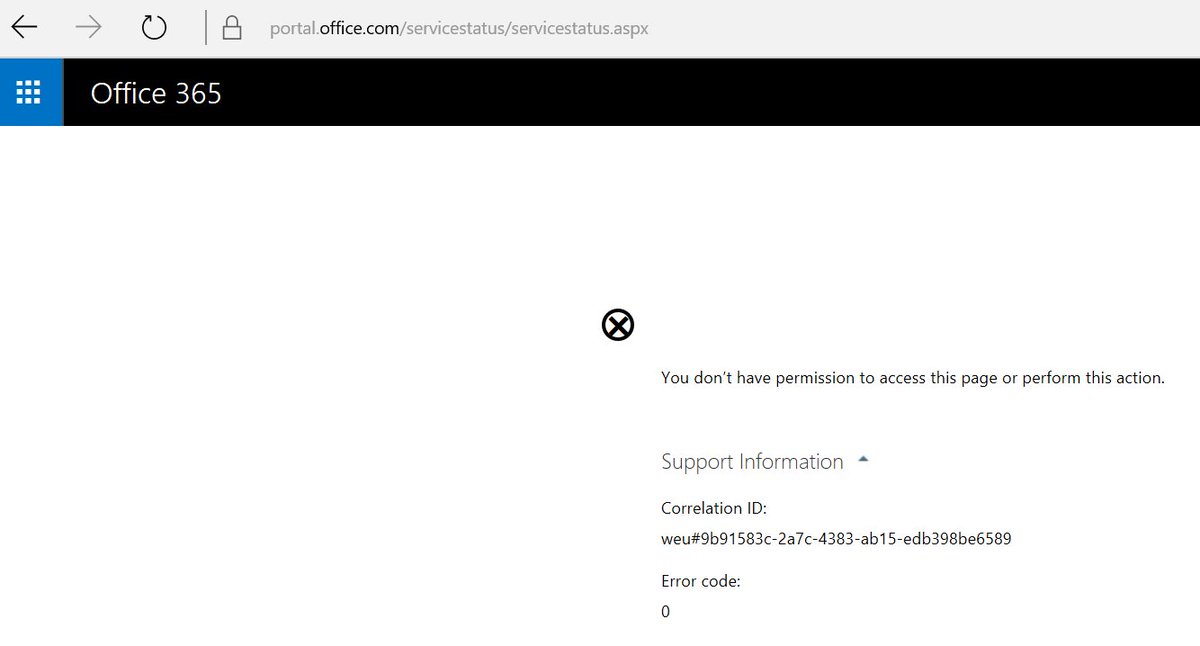 portal.office.com/servicestatus/servicestatus.aspx
Office 365
You don’t have permission to access this page or perform this action.
Support Information
Correlation ID:
weu#9b91583c-2a7c-4383-ab15-edb398be6589
Error code:
0